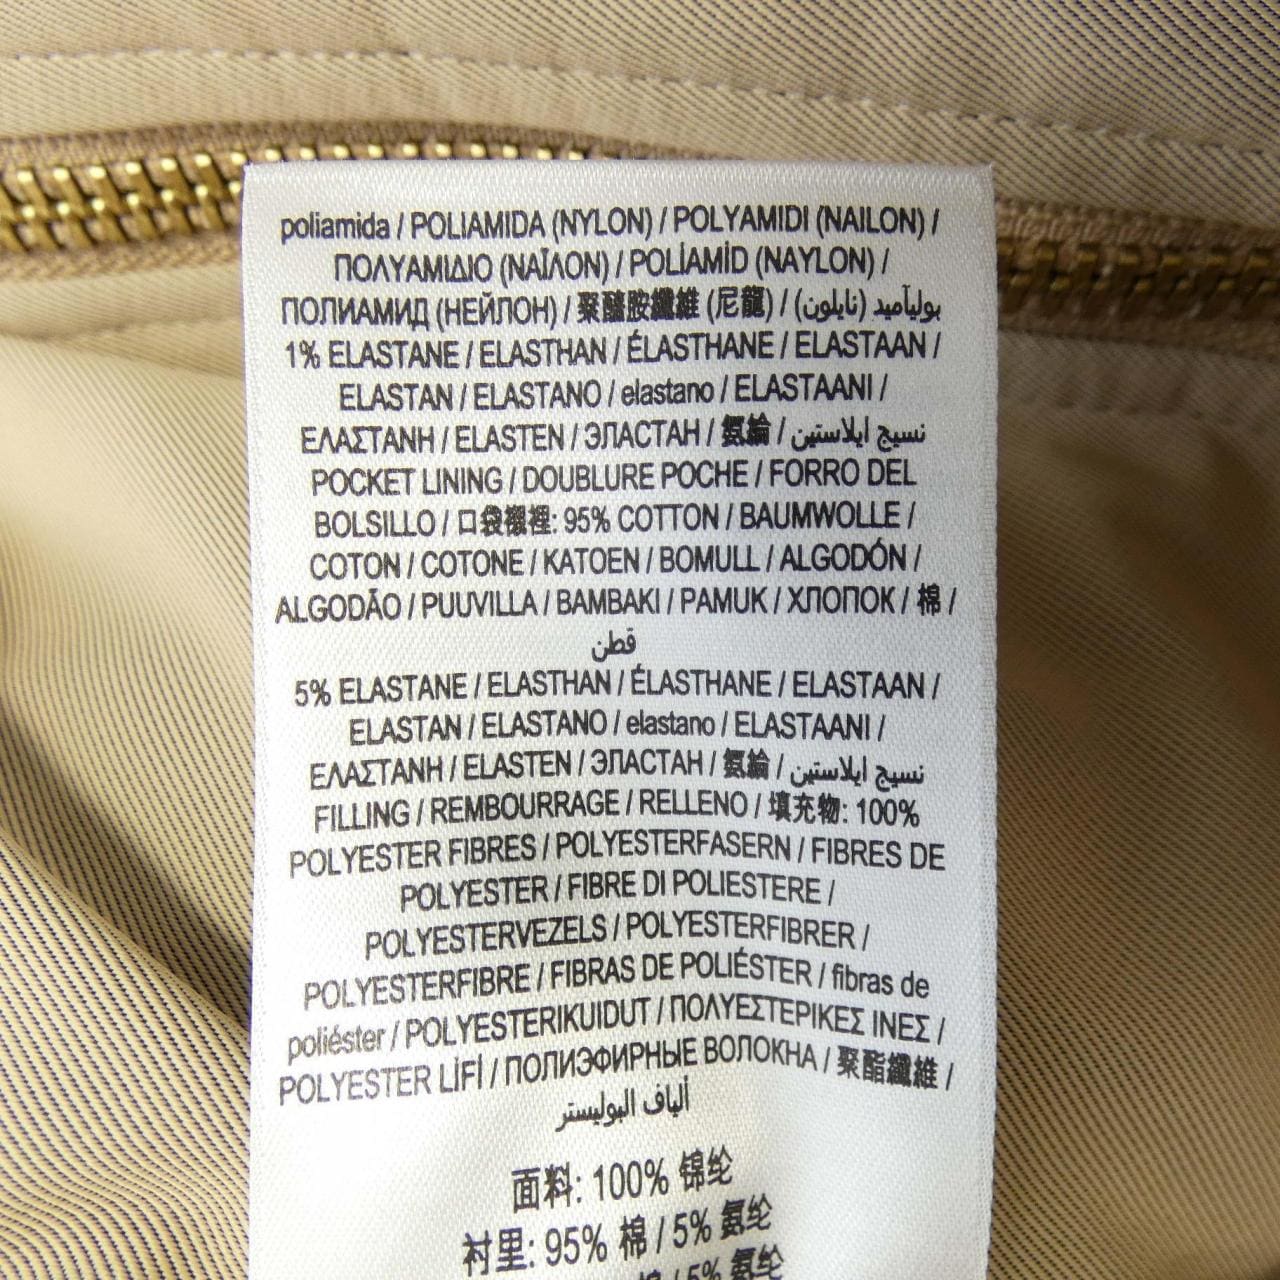 poliamida / POLIAMIDA (NYLON) / POLYAMIDI (NAILON) /
ΠΟΛΥΑΜΙΔΙΟ (ΝΑΪΛΟΝ) / POLİAMİD (NAYLON) /
ПОЛИАМИД (НЕЙЛОН) / 聚醯胺纖維 (尼龍) / بوليآميد (نايلون)
1% ELASTANE / ELASTHAN / ÉLASTHANE / ELASTAAN /
ELASTAN / ELASTANO / elastano / ELASTAANI /
ΕΛΑΣΤΑΝΗ / ELASTEN / ЭЛАСТАН / 氨綸 / نسيج ايلاستين
POCKET LINING / DOUBLURE POCHE / FORRO DEL
BOLSILLO / 口袋襯裡: 95% COTTON / BAUMWOLLE /
COTON / COTONE / KATOEN / BOMULL / ALGODÓN /
ALGODÃO / PUUVILLA / BAMBAKI / PAMUK / ХЛОПОК / 棉 /
قطن
5% ELASTANE / ELASTHAN / ÉLASTHANE / ELASTAAN /
ELASTAN / ELASTANO / elastano / ELASTAANI /
ΕΛΑΣΤΑΝΗ / ELASTEN / ЭЛАСТАН / 氨綸 / نسيج ايلاستين
FILLING / REMBOURRAGE / RELLENO / 填充物: 100%
POLYESTER FIBRES / POLYESTERFASERN / FIBRES DE
POLYESTER / FIBRE DI POLIESTERE /
POLYESTERVEZELS / POLYESTERFIBRER /
POLYESTERFIBRE / FIBRAS DE POLIÉSTER / fibras de
poliéster / POLYESTERIKUIDUT / ΠΟΛΥΕΣΤΕΡΙΚΕΣ ΙΝΕΣ /
POLYESTER LİFİ / ПОЛИЭФИРНЫЕ ВОЛОКНА / 聚酯纖維 /
ألياف البوليستر
面料: 100% 锦纶
衬里: 95% 棉 / 5% 氨纶
棉 / 5% 氨纶